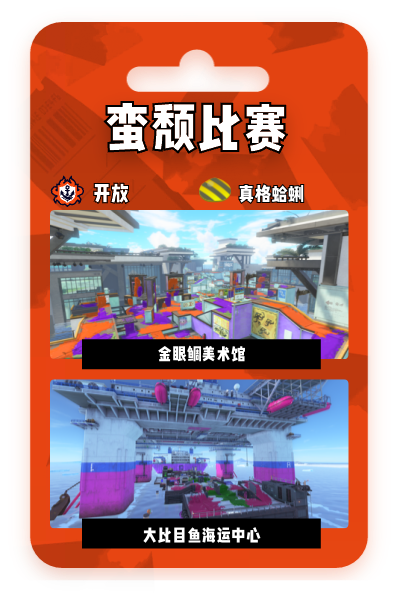 蛮颓比赛
开放
真格蛤蜊
金眼鲷美术馆
大比目鱼海运中心